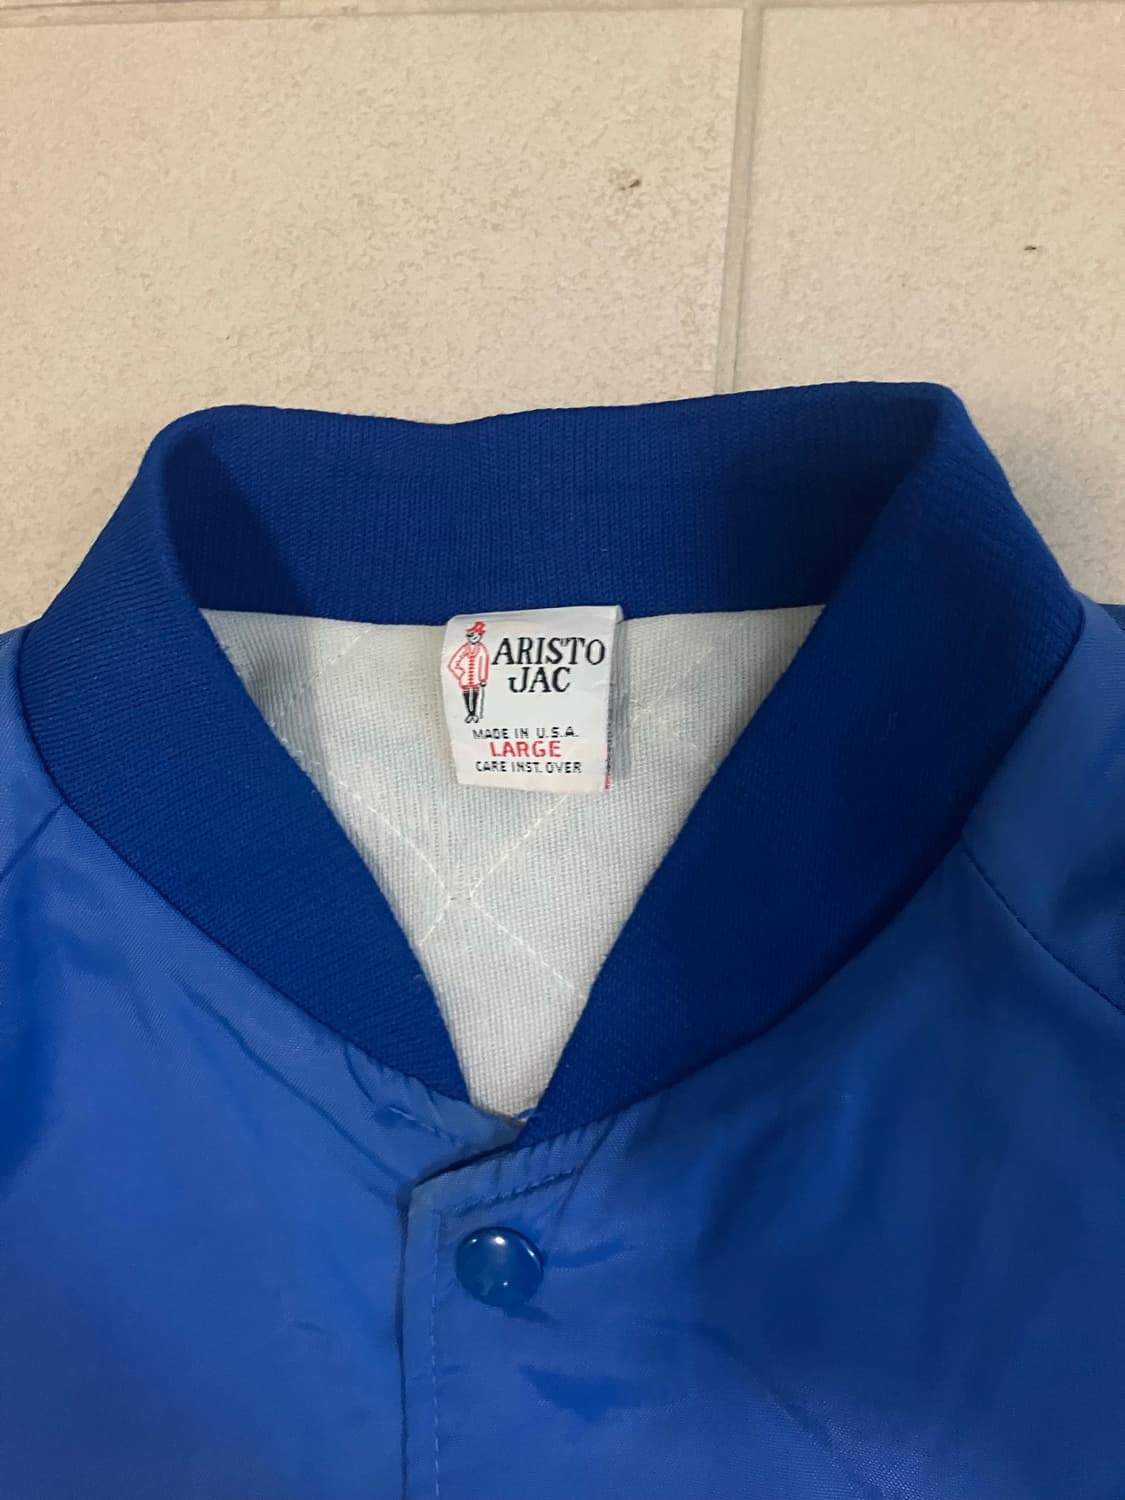 ARISTO
JAC
MADE IN U.S.A.
LARGE
CARE INST. OVER